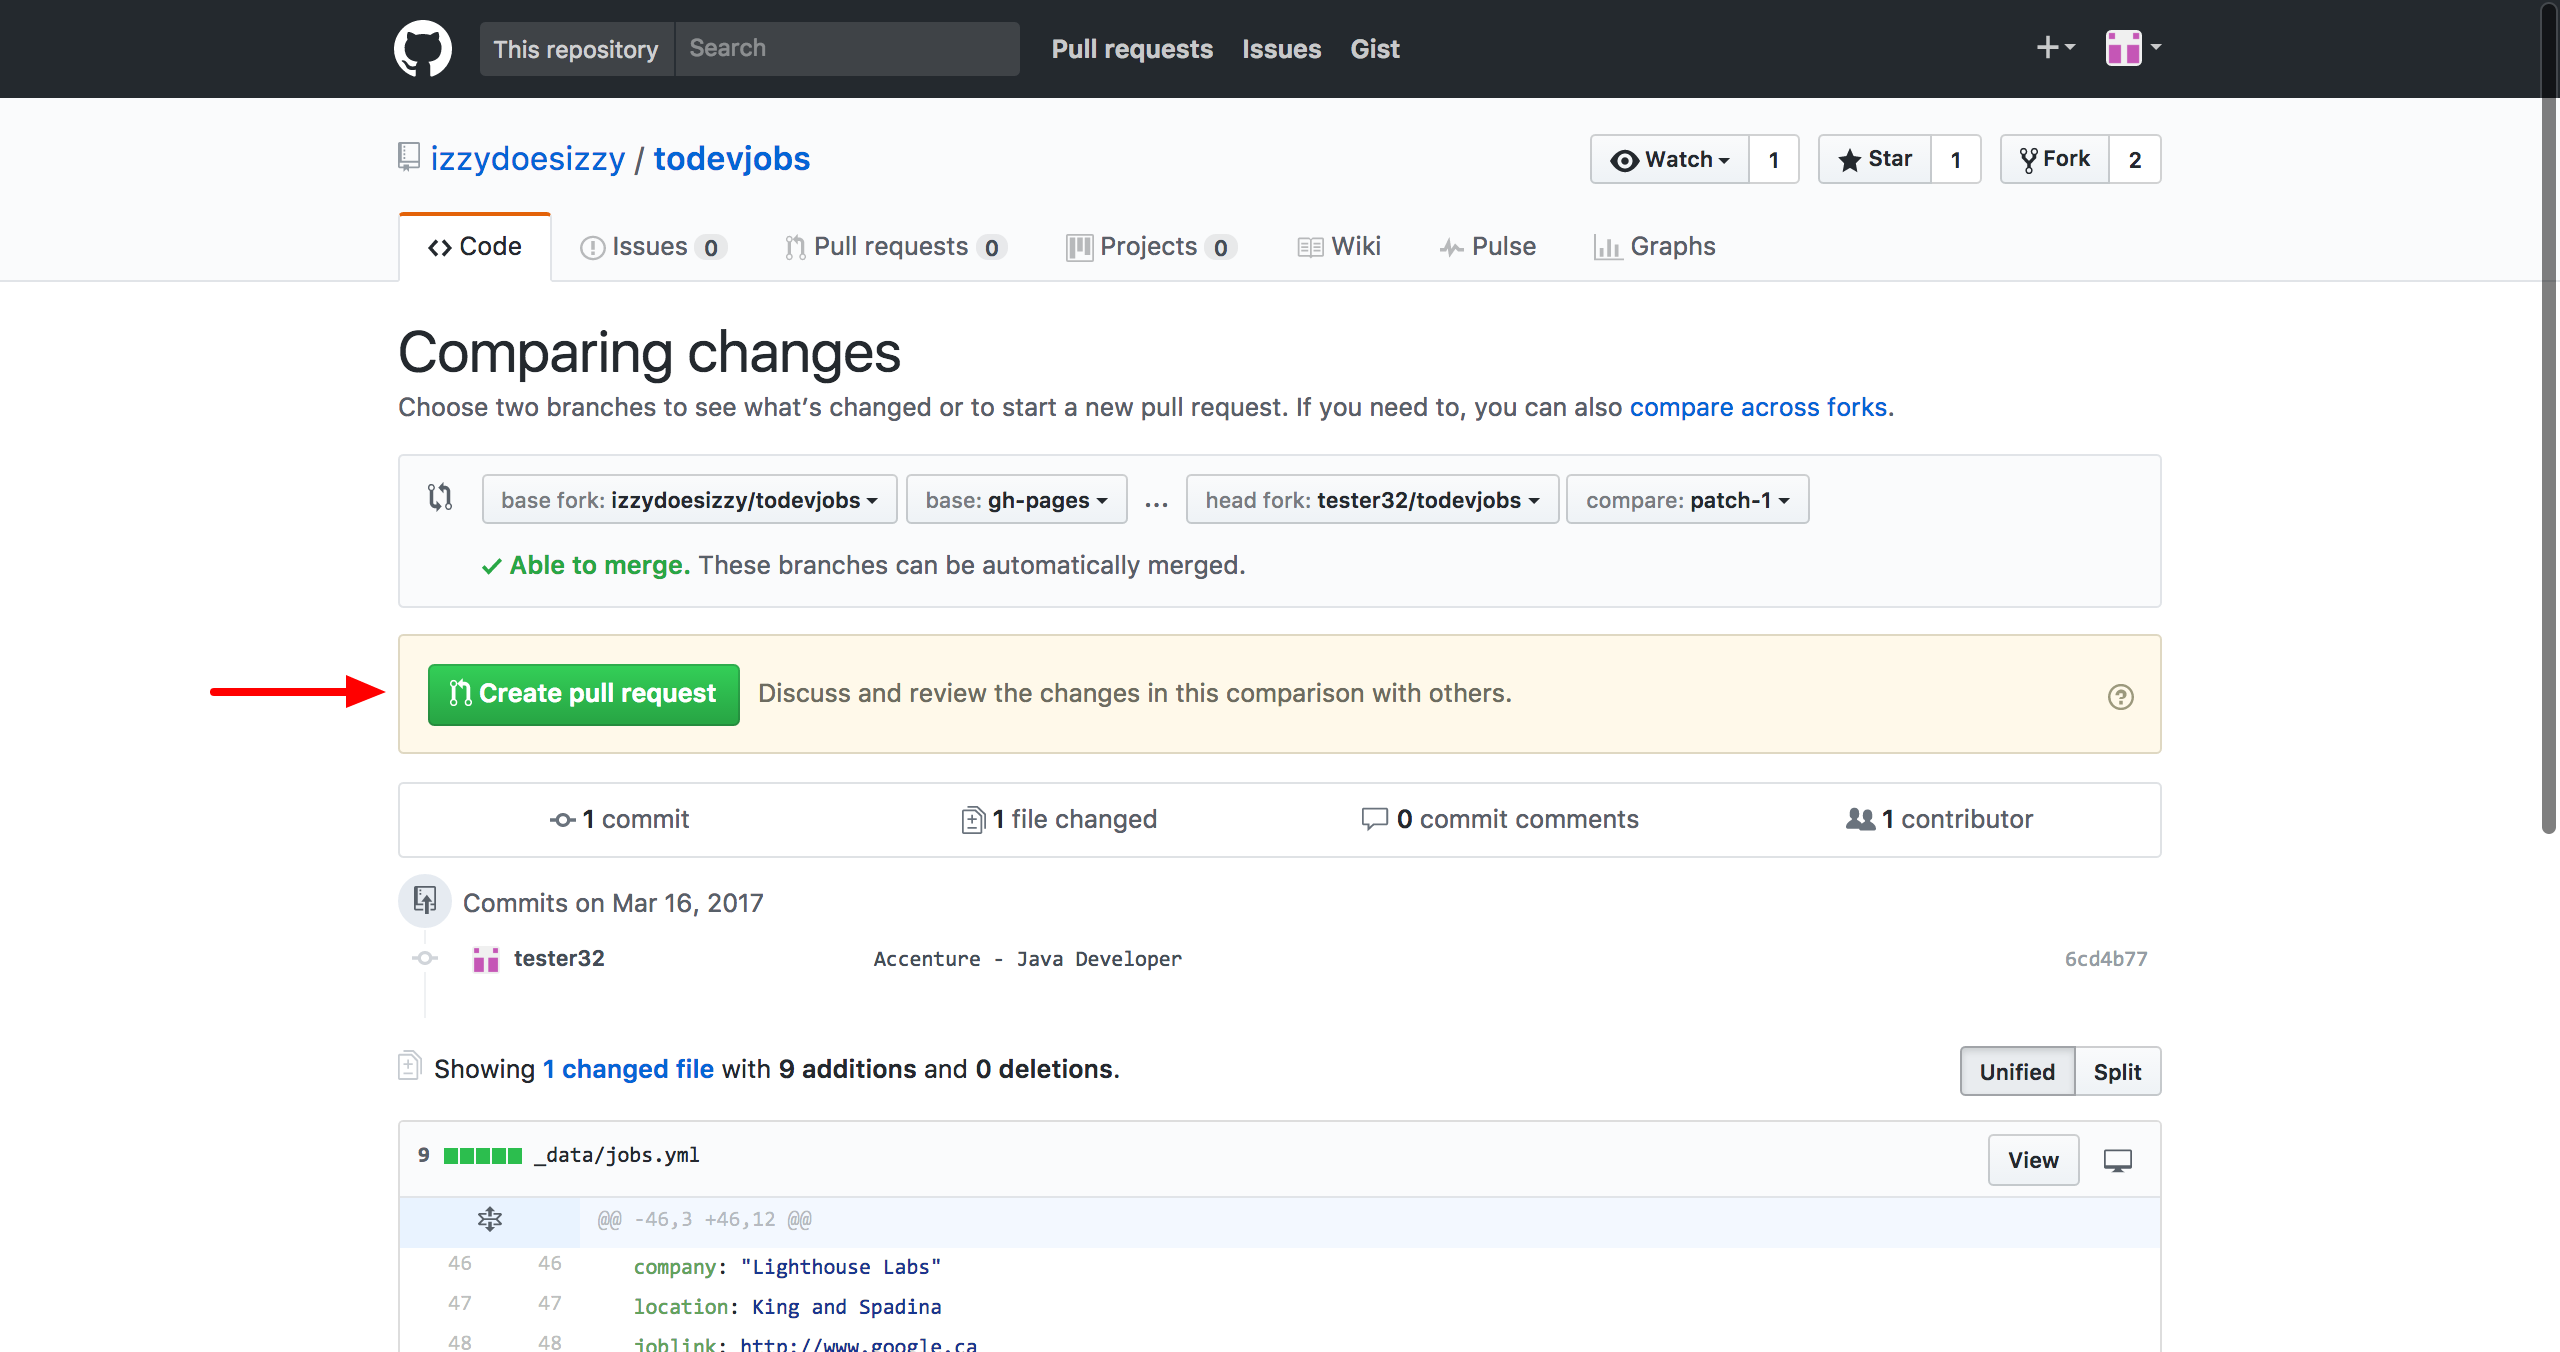 This repository Search Pull requests Issues Gist
izzydoesizzy / todevjobs Watch 1 Star 1 Fork 2
Code Issues 0 Pull requests 0 Projects 0 Wiki Pulse Graphs
Comparing changes
Choose two branches to see what’s changed or to start a new pull request. If you need to, you can also compare across forks.
base fork: izzydoesizzy/todevjobs base: gh-pages ... head fork: tester32/todevjobs compare: patch-1
Able to merge. These branches can be automatically merged.
Create pull request Discuss and review the changes in this comparison with others.
1 commit 1 file changed 0 commit comments 1 contributor
Commits on Mar 16, 2017
tester32 Accenture - Java Developer 6cd4b77
Showing 1 changed file with 9 additions and 0 deletions. Unified Split
9 _data/jobs.yml View
@@ -46,3 +46,12 @@
46 46 company: "Lighthouse Labs"
47 47 location: King and Spadina
48 48 joblink: http://www.google.ca